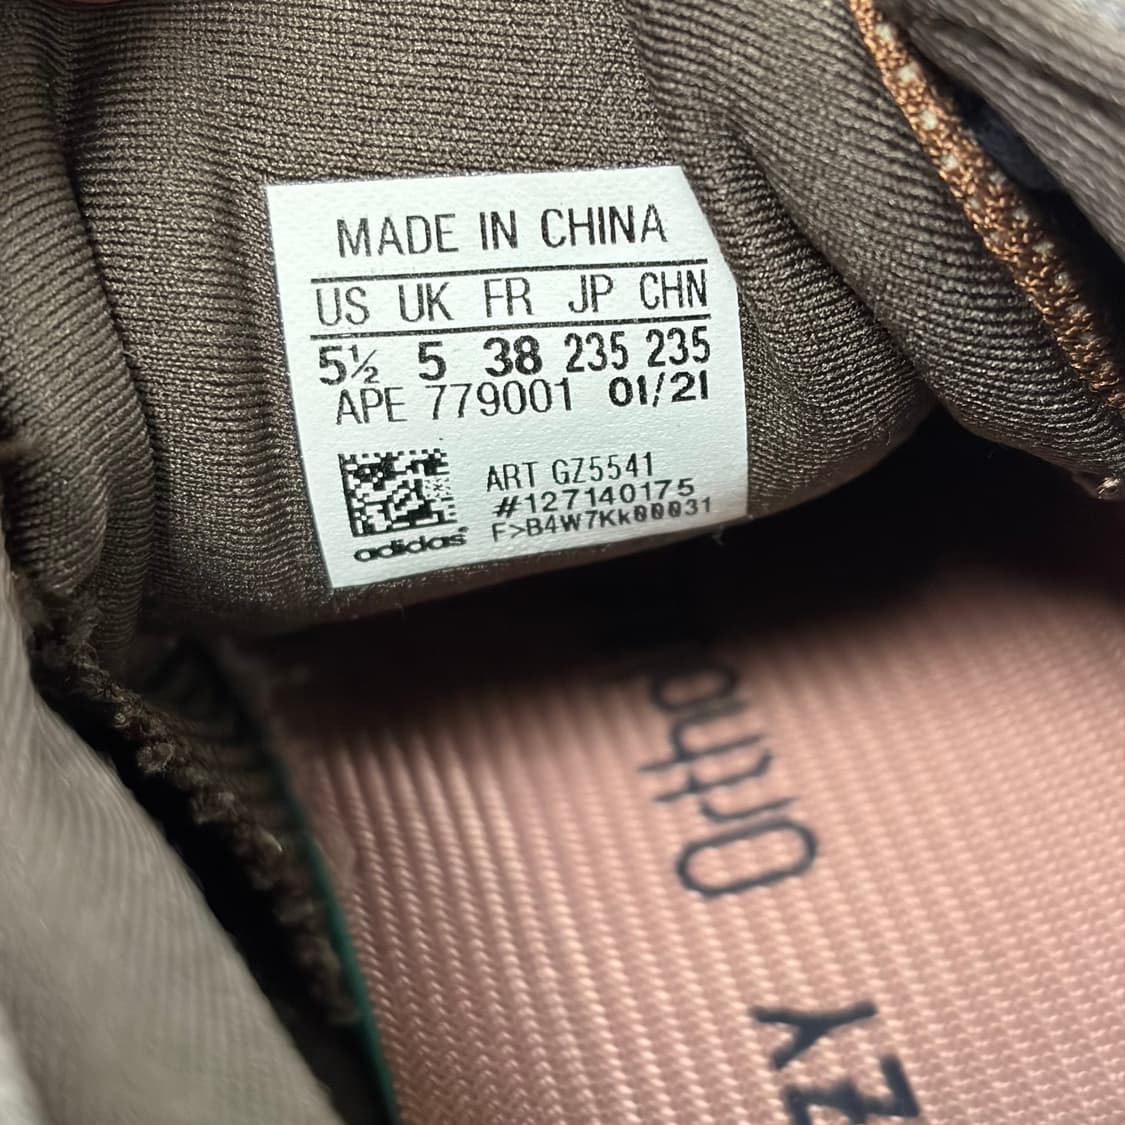 MADE IN CHINA
US UK FR JP CHN
5½ 5 38 235 235
APE 779001 01/21
ART GZ5541
#127140175
F>B4W7Kk00031
adidas
Ortho